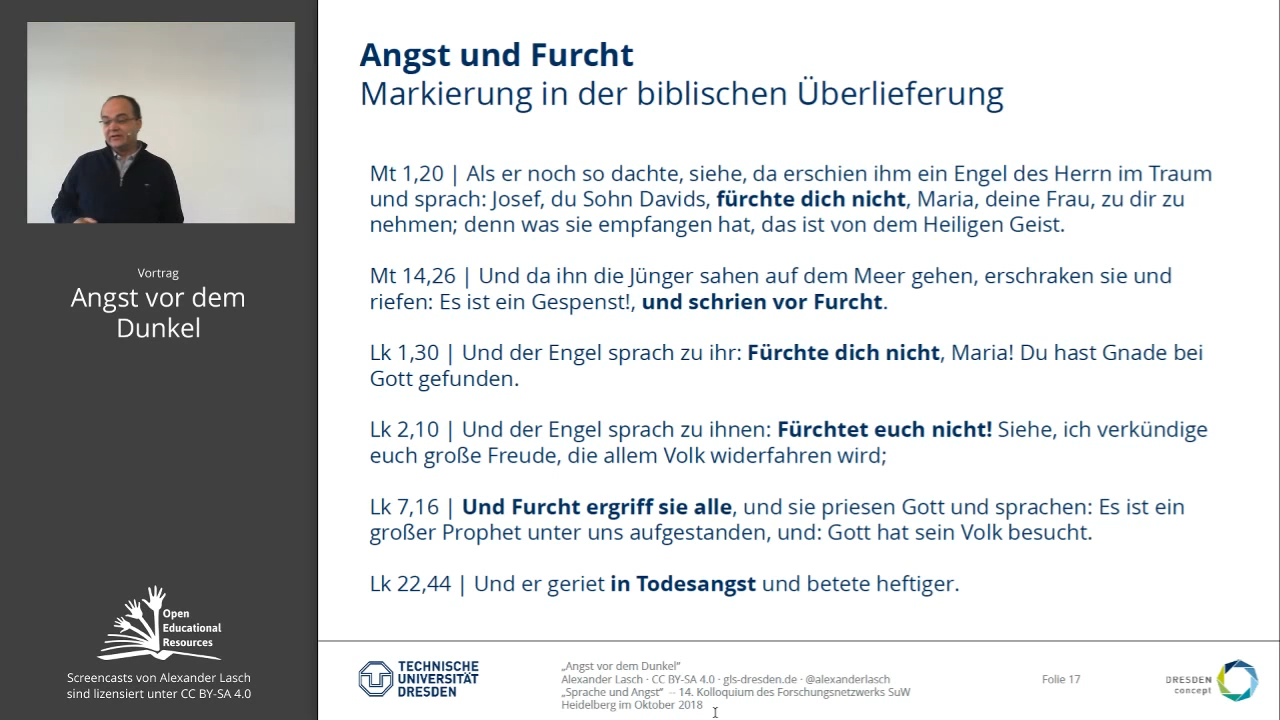 Angst und Furcht
Markierung in der biblischen Überlieferung
Mt 1,20 | Als er noch so dachte, siehe, da erschien ihm ein Engel des Herrn im Traum
und sprach: Josef, du Sohn Davids, fürchte dich nicht, Maria, deine Frau, zu dir zu
nehmen; denn was sie empfangen hat, das ist von dem Heiligen Geist.
Mt 14,26 | Und da ihn die Jünger sahen auf dem Meer gehen, erschraken sie und
riefen: Es ist ein Gespenst!, und schrien vor Furcht.
Lk 1,30 | Und der Engel sprach zu ihr: Fürchte dich nicht, Maria! Du hast Gnade bei
Gott gefunden.
Lk 2,10 | Und der Engel sprach zu ihnen: Fürchtet euch nicht! Siehe, ich verkündige
euch große Freude, die allem Volk widerfahren wird;
Lk 7,16 | Und Furcht ergriff sie alle, und sie priesen Gott und sprachen: Es ist ein
großer Prophet unter uns aufgestanden, und: Gott hat sein Volk besucht.
Lk 22,44 | Und er geriet in Todesangst und betete heftiger.
Vortrag
Angst vor dem
Dunkel
Open
Educational
Resources
Screencasts von Alexander Lasch
sind lizensiert unter CC BY-SA 4.0
TECHNISCHE
UNIVERSITÄT
DRESDEN
„Angst vor dem Dunkel“
Alexander Lasch · CC BY-SA 4.0 · gls-dresden.de · @alexanderlasch
„Sprache und Angst“ – 14. Kolloquium des Forschungsnetzwerks SuW
Heidelberg im Oktober 2018
Folie 17
DRESDEN
concept